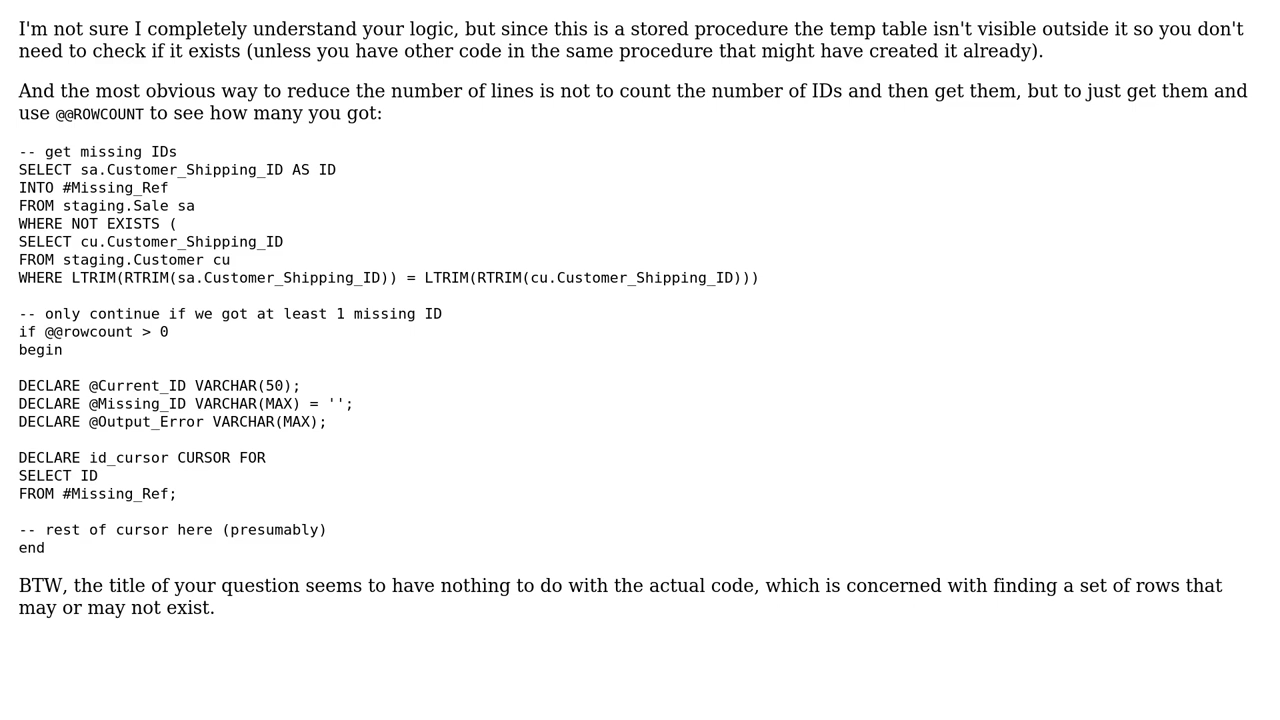 I'm not sure I completely understand your logic, but since this is a stored procedure the temp table isn't visible outside it so you don't
need to check if it exists (unless you have other code in the same procedure that might have created it already).
And the most obvious way to reduce the number of lines is not to count the number of IDs and then get them, but to just get them and
use @@ROWCOUNT to see how many you got:
-- get missing IDs
SELECT sa.Customer_Shipping_ID AS ID
INTO #Missing_Ref
FROM staging.Sale sa
WHERE NOT EXISTS (
SELECT cu.Customer_Shipping_ID
FROM staging.Customer cu
WHERE LTRIM(RTRIM(sa.Customer_Shipping_ID)) = LTRIM(RTRIM(cu.Customer_Shipping_ID)))
-- only continue if we got at least 1 missing ID
if @@rowcount > 0
begin
DECLARE @Current_ID VARCHAR(50);
DECLARE @Missing_ID VARCHAR(MAX) = '';
DECLARE @Output_Error VARCHAR(MAX);
DECLARE id_cursor CURSOR FOR
SELECT ID
FROM #Missing_Ref;
-- rest of cursor here (presumably)
end
BTW, the title of your question seems to have nothing to do with the actual code, which is concerned with finding a set of rows that
may or may not exist.